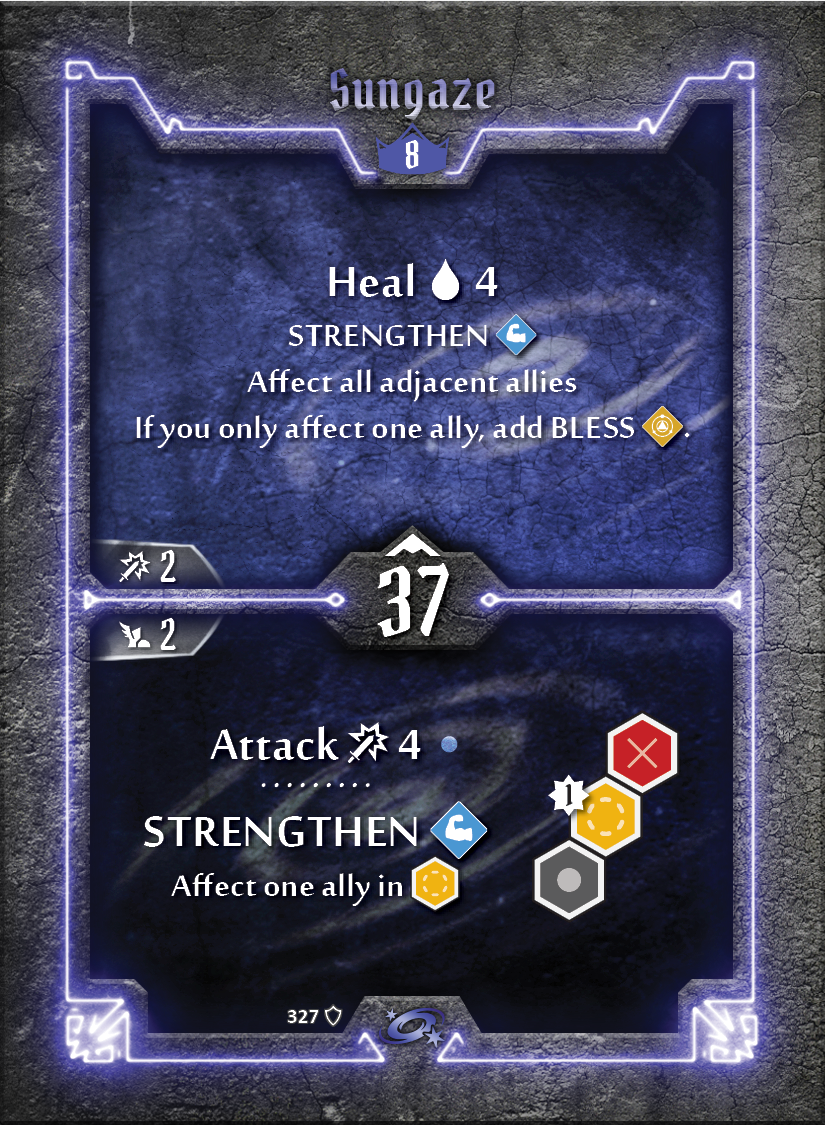 Sungaze
8
Heal 4
STRENGTHEN
Affect all adjacent allies
If you only affect one ally, add BLESS .
2
37
2
Attack 4
1
STRENGTHEN
Affect one ally in
327